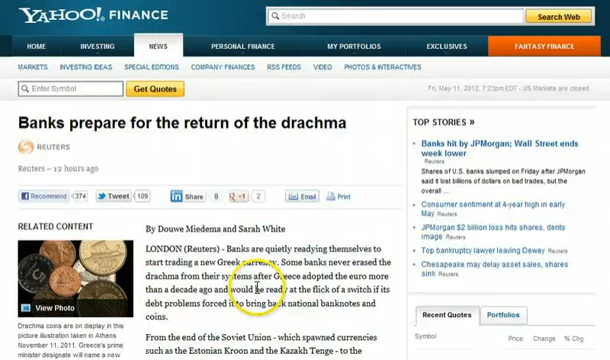 YAHOO! FINANCE
Search
Search Web
HOME INVESTING NEWS PERSONAL FINANCE MY PORTFOLIOS EXCLUSIVES FANTASY FINANCE
MARKETS INVESTING IDEAS SPECIAL EDITIONS COMPANY FINANCES RSS FEEDS VIDEO PHOTOS & INTERACTIVES
Enter Symbol
Get Quotes
Fri, May 11, 2012, 7:23pm EDT - US Markets are closed
Banks prepare for the return of the drachma
REUTERS
Reuters – 12 hours ago
Recommend 374 Tweet 109 Share 8 +1 2 Email Print
RELATED CONTENT
View Photo
Drachma coins are on display in this
picture illustration taken in Athens
November 11, 2011. Greece's prime
minister designate will name a new
By Douwe Miedema and Sarah White
LONDON (Reuters) - Banks are quietly readying themselves to
start trading a new Greek currency. Some banks never erased the
drachma from their systems after Greece adopted the euro more
than a decade ago and would be ready at the flick of a switch if its
debt problems forced it to bring back national banknotes and
coins.
From the end of the Soviet Union - which spawned currencies
such as the Estonian Kroon and the Kazakh Tenge - to the
TOP STORIES »
Banks hit by JPMorgan; Wall Street ends
week lower
Reuters
Shares of U.S. banks slumped on Friday after JPMorgan
said it lost billions of dollars on bad trades, but the
overall ...
Consumer sentiment at 4-year high in early
May Reuters
JPMorgan $2 billion loss hits shares, dents
image Reuters
Top bankruptcy lawyer leaving Dewey Reuters
Chesapeake may delay asset sales, shares
sink Reuters
Recent Quotes Portfolios
Symbol Price Change % Chg